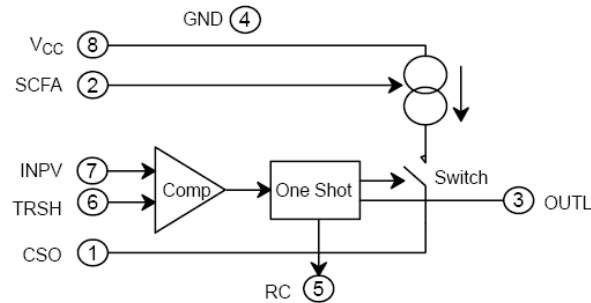 GND 4
VCC 8
SCFA 2
INPV 7
Comp
One Shot
Switch
TRSH 6
3 OUTL
CSO 1
RC 5